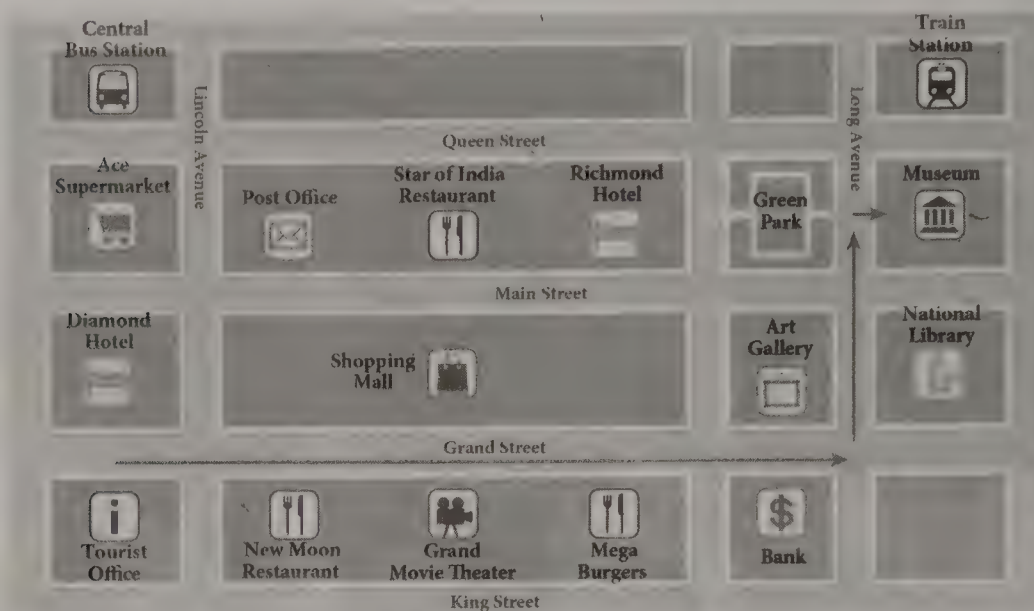 Central
Bus Station
Train
Station
Lincoln Avenue
Long Avenue
Queen Street
Ace
Supermarket
Post Office
Star of India
Restaurant
Richmond
Hotel
Green
Park
Museum
Main Street
Diamond
Hotel
Shopping
Mall
Art
Gallery
National
Library
Grand Street
i
Tourist
Office
New Moon
Restaurant
Grand
Movie Theater
Mega
Burgers
$
Bank
King Street